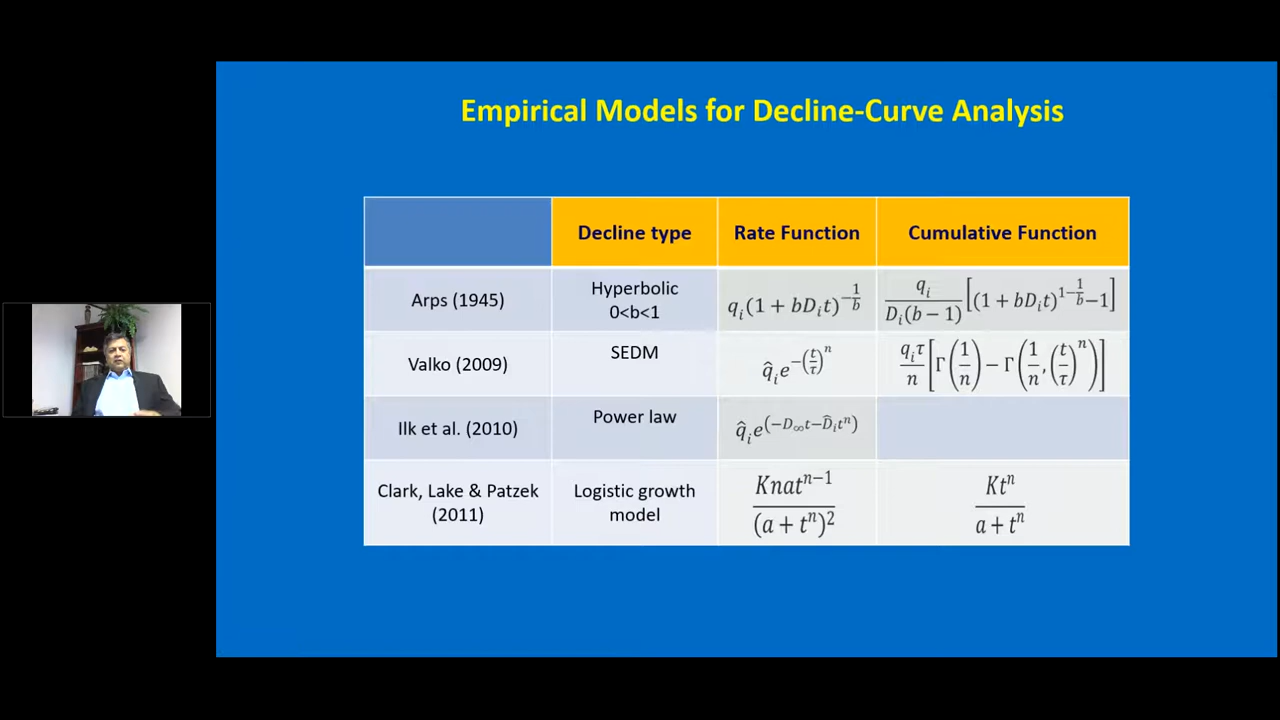 Empirical Models for Decline-Curve Analysis
Decline type Rate Function Cumulative Function
Arps (1945) Hyperbolic 0<b<1 $q_i(1 + bD_it)^{-\frac{1}{b}}$ $\frac{q_i}{D_i(b-1)}\left[(1 + bD_it)^{1-\frac{1}{b}}-1\right]$
Valko (2009) SEDM $\hat{q}_i e^{-\left(\frac{t}{\tau}\right)^n}$ $\frac{q_i\tau}{n}\left[\Gamma\left(\frac{1}{n}\right) - \Gamma\left(\frac{1}{n}, \left(\frac{t}{\tau}\right)^n\right)\right]$
Ilk et al. (2010) Power law $\hat{q}_i e^{(-D_\infty t - \hat{D}_i t^n)}$
Clark, Lake & Patzek (2011) Logistic growth model $\frac{Knat^{n-1}}{(a + t^n)^2}$ $\frac{Kt^n}{a + t^n}$